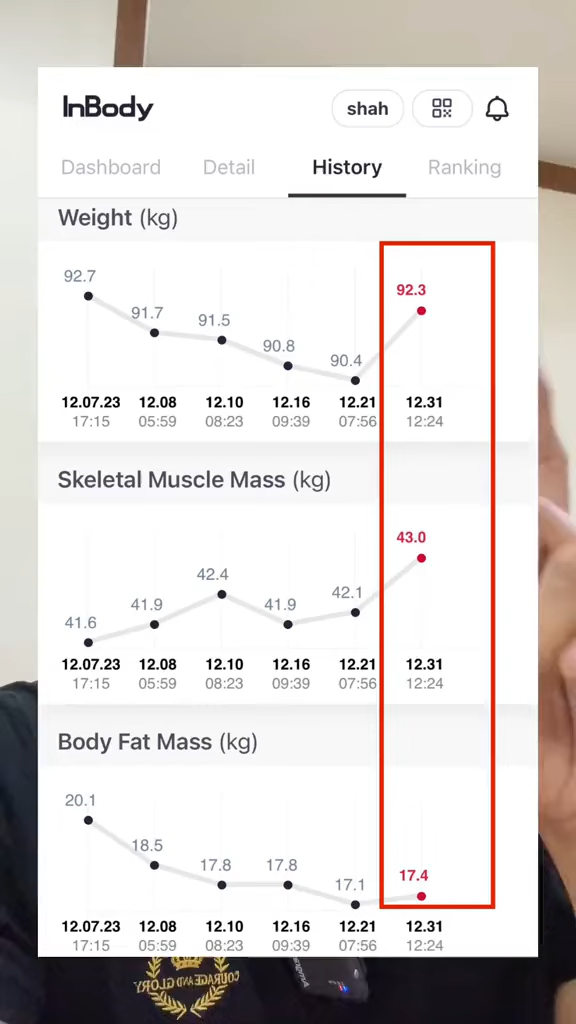 InBody
shah
Dashboard Detail History Ranking
Weight (kg)
92.7 91.7 91.5 90.8 90.4 92.3
12.07.23 12.08 12.10 12.16 12.21 12.31
17:15 05:59 08:23 09:39 07:56 12:24
Skeletal Muscle Mass (kg)
41.6 41.9 42.4 41.9 42.1 43.0
12.07.23 12.08 12.10 12.16 12.21 12.31
17:15 05:59 08:23 09:39 07:56 12:24
Body Fat Mass (kg)
20.1 18.5 17.8 17.8 17.1 17.4
12.07.23 12.08 12.10 12.16 12.21 12.31
17:15 05:59 08:23 09:39 07:56 12:24
COURAGE AND GLORY